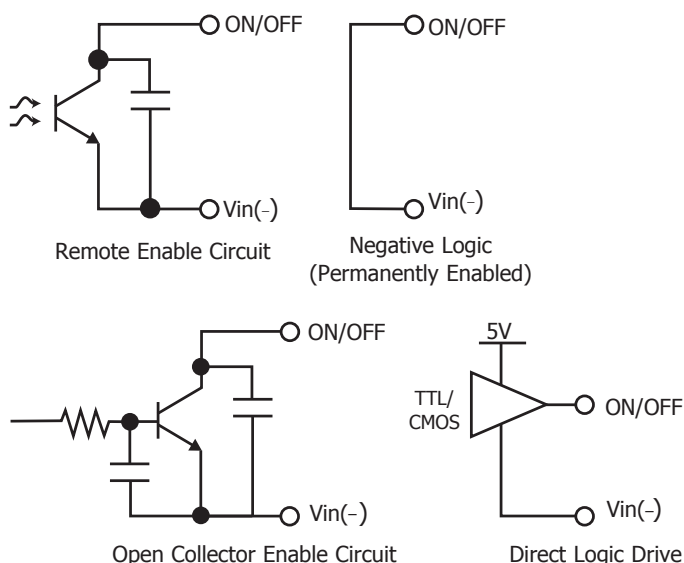 ON/OFF
Vin(–)
Remote Enable Circuit
ON/OFF
Vin(–)
Negative Logic
(Permanently Enabled)
ON/OFF
Vin(–)
Open Collector Enable Circuit
5V
TTL/
CMOS
ON/OFF
Vin(–)
Direct Logic Drive